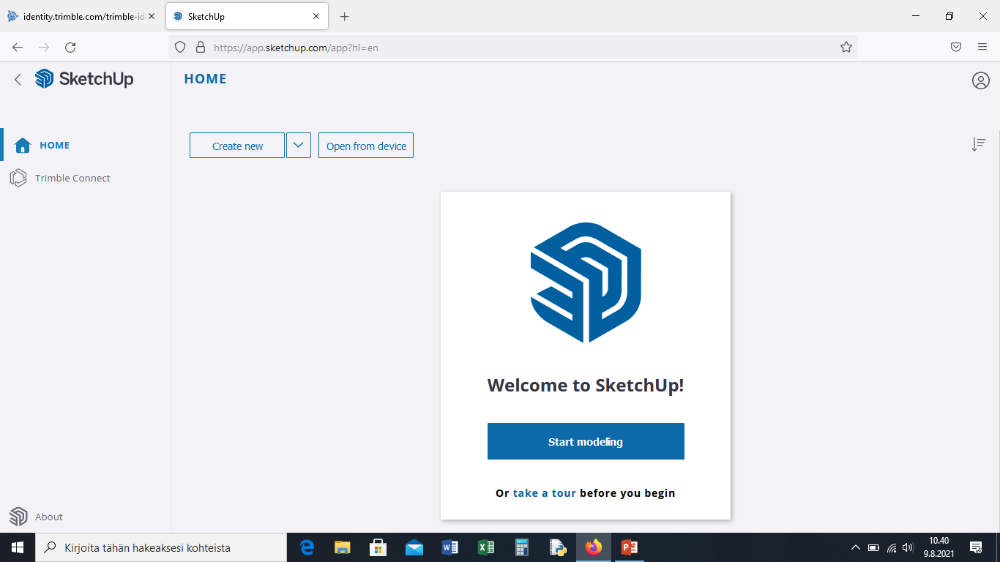 identity.trimble.com/trimble-id
SketchUp
https://app.sketchup.com/app?hl=en
SketchUp
HOME
HOME
Trimble Connect
Create new
Open from device
Welcome to SketchUp!
Start modeling
Or take a tour before you begin
About
Kirjoita tähän hakeaksesi kohteista
10.40
9.8.2021